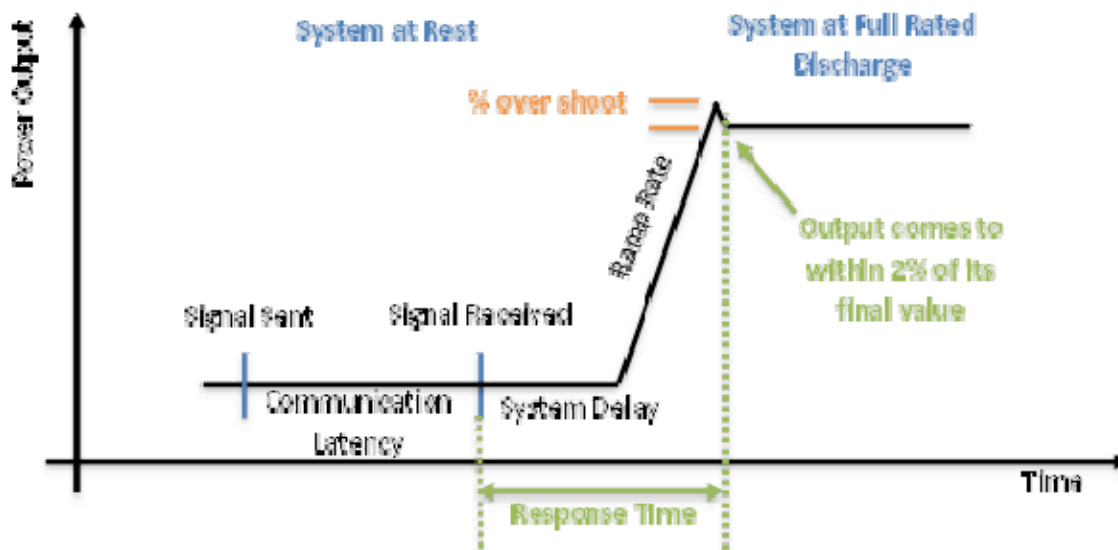 System at Rest
System at Full Rated
Discharge
Power Output
% over shoot
Ramp Rate
Output comes to
within 2% of its
final value
Signal Sent
Signal Received
Communication
Latency
System Delay
Time
Response Time